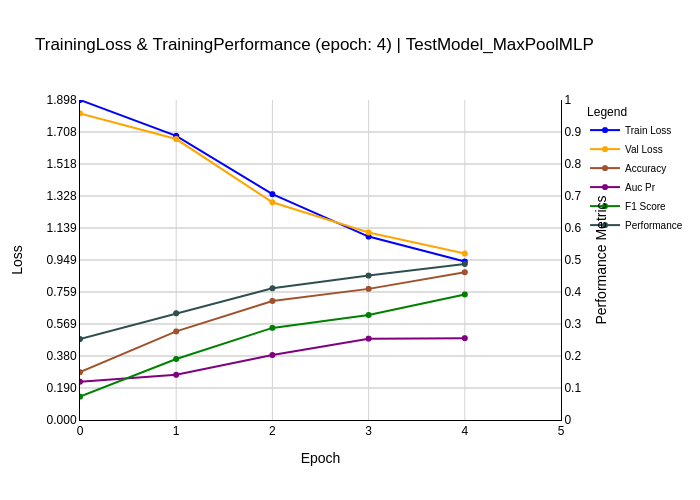 TrainingLoss & TrainingPerformance (epoch: 4) | TestModel_MaxPoolMLP
1.898
1.708
1.518
1.328
1.139
0.949
0.759
0.569
0.380
0.190
0.000
Loss
0 1 2 3 4 5
Epoch
1
0.9
0.8
0.7
0.6
0.5
0.4
0.3
0.2
0.1
0
Performance Metrics
Legend
Train Loss
Val Loss
Accuracy
Auc Pr
F1 Score
Performance